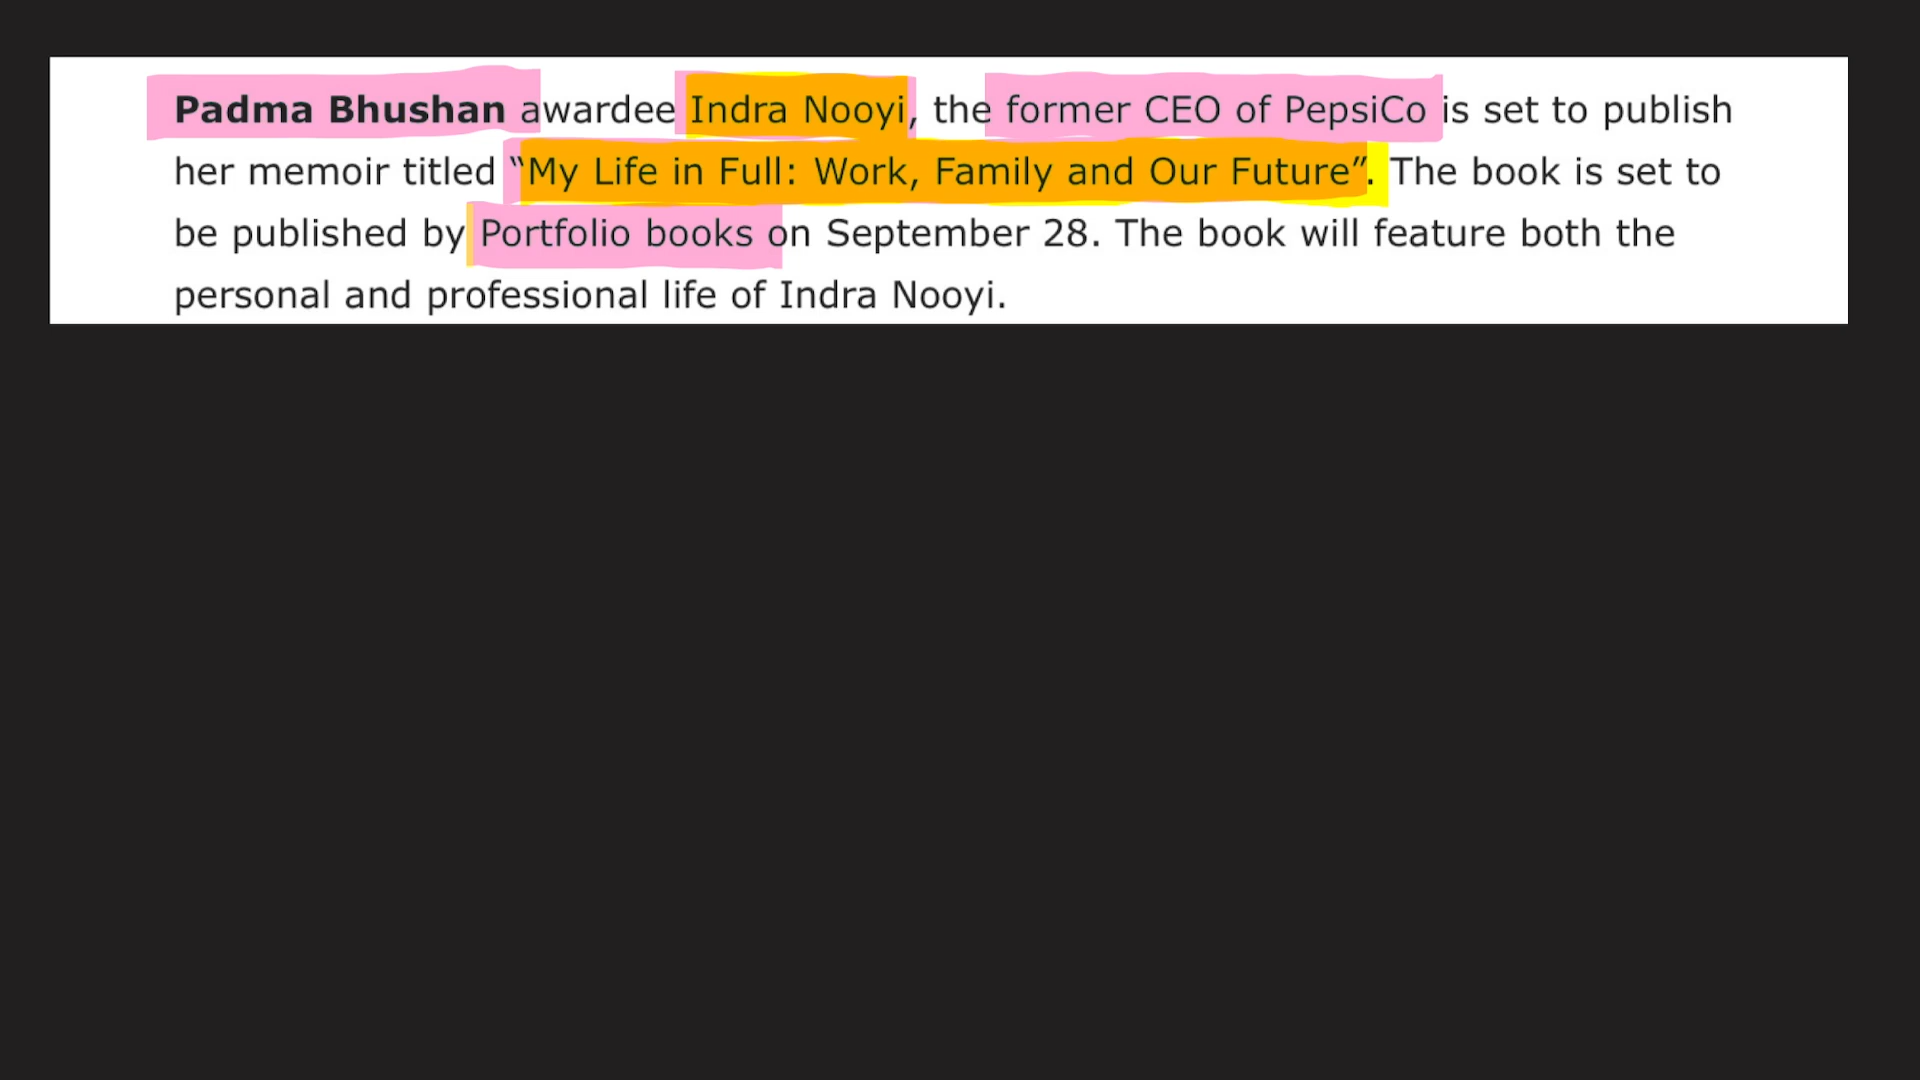 Padma Bhushan awardee Indra Nooyi, the former CEO of PepsiCo is set to publish
her memoir titled “My Life in Full: Work, Family and Our Future”. The book is set to
be published by Portfolio books on September 28. The book will feature both the
personal and professional life of Indra Nooyi.